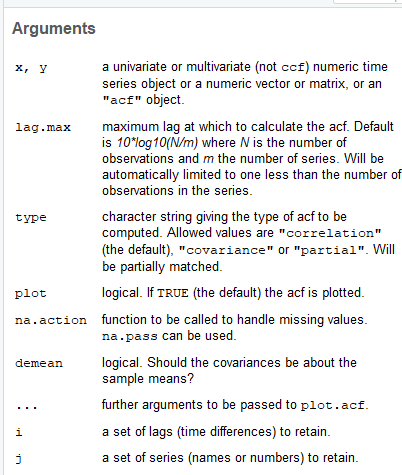 Arguments
x, y a univariate or multivariate (not ccf) numeric time
series object or a numeric vector or matrix, or an
"acf" object.
lag.max maximum lag at which to calculate the acf. Default
is 10*log10(N/m) where N is the number of
observations and m the number of series. Will be
automatically limited to one less than the number of
observations in the series.
type character string giving the type of acf to be
computed. Allowed values are "correlation"
(the default), "covariance" or "partial". Will
be partially matched.
plot logical. If TRUE (the default) the acf is plotted.
na.action function to be called to handle missing values.
na.pass can be used.
demean logical. Should the covariances be about the
sample means?
... further arguments to be passed to plot.acf.
i a set of lags (time differences) to retain.
j a set of series (names or numbers) to retain.